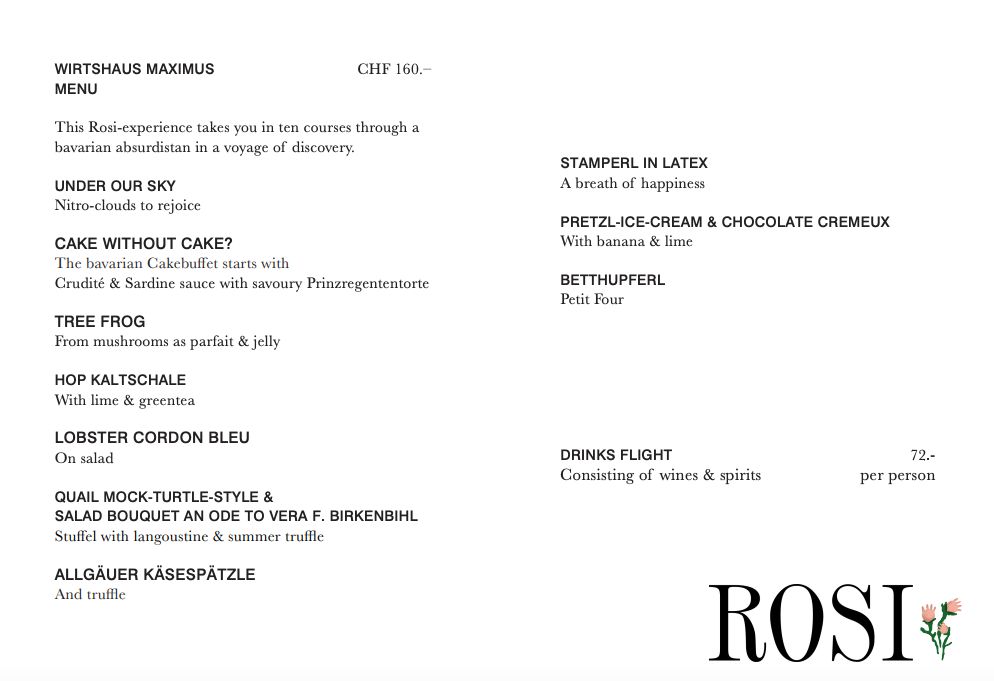 WIRTSHAUS MAXIMUS CHF 160.–
MENU
This Rosi-experience takes you in ten courses through a
bavarian absurdistan in a voyage of discovery.
UNDER OUR SKY
Nitro-clouds to rejoice
CAKE WITHOUT CAKE?
The bavarian Cakebuffet starts with
Crudité & Sardine sauce with savoury Prinzregententorte
TREE FROG
From mushrooms as parfait & jelly
HOP KALTSCHALE
With lime & greentea
LOBSTER CORDON BLEU
On salad
QUAIL MOCK-TURTLE-STYLE &
SALAD BOUQUET AN ODE TO VERA F. BIRKENBIHL
Stuffel with langoustine & summer truffle
ALLGÄUER KÄSESPÄTZLE
And truffle
STAMPERL IN LATEX
A breath of happiness
PRETZL-ICE-CREAM & CHOCOLATE CREMEUX
With banana & lime
BETTHUPFERL
Petit Four
DRINKS FLIGHT 72.-
Consisting of wines & spirits per person
ROSI